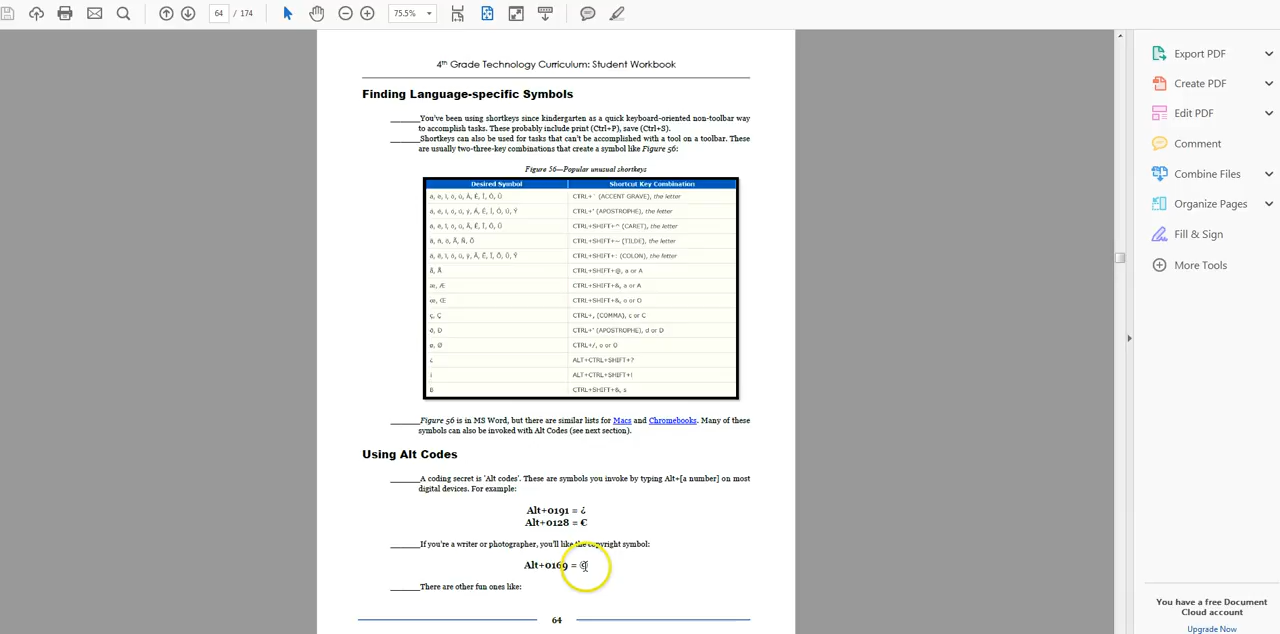 64 / 174
75.5%
Export PDF
Create PDF
Edit PDF
Comment
Combine Files
Organize Pages
Fill & Sign
More Tools
You have a free Document
Cloud account
Upgrade Now
4th Grade Technology Curriculum: Student Workbook
Finding Language-specific Symbols
______You've been using shortkeys since kindergarten as a quick keyboard-oriented non-toolbar way
to accomplish tasks. These probably include print (Ctrl+P), save (Ctrl+S).
______Shortkeys can also be used for tasks that can't be accomplished with a tool on a toolbar. These
are usually two-three-key combinations that create a symbol like Figure 56:
Figure 56—Popular unusual shortkeys
Desired Symbol Shortcut Key Combination
CTRL+` (ACCENT GRAVE), the letter
CTRL+' (APOSTROPHE), the letter
CTRL+SHIFT+^ (CARET), the letter
CTRL+SHIFT+~ (TILDE), the letter
CTRL+SHIFT+: (COLON), the letter
å, Å CTRL+SHIFT+@, a or A
æ, Æ CTRL+SHIFT+&, a or A
œ, Œ CTRL+SHIFT+&, o or O
ç, Ç CTRL+, (COMMA), c or C
ð, Ð CTRL+' (APOSTROPHE), d or D
ø, Ø CTRL+/, o or O
¿ ALT+CTRL+SHIFT+?
¡ ALT+CTRL+SHIFT+!
ß CTRL+SHIFT+&, s
______Figure 56 is in MS Word, but there are similar lists for Macs and Chromebooks. Many of these
symbols can also be invoked with Alt Codes (see next section).
Using Alt Codes
______A coding secret is 'Alt codes'. These are symbols you invoke by typing Alt+[a number] on most
digital devices. For example:
Alt+0191 = ¿
Alt+0128 = €
______If you're a writer or photographer, you'll like the copyright symbol:
Alt+0169 = ©
______There are other fun ones like:
64